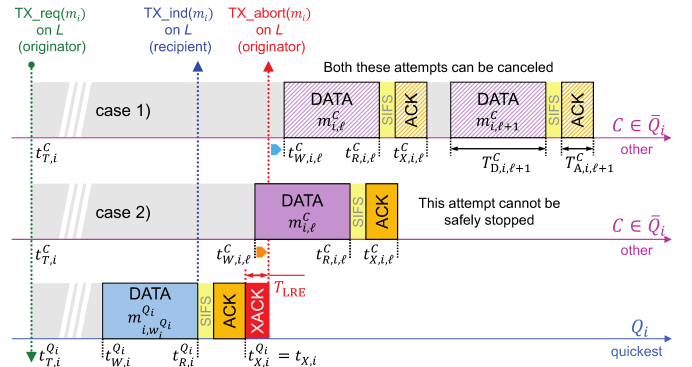 TX_req(m_i) TX_ind(m_i) TX_abort(m_i)
on L on L on L
(originator) (recipient) (originator)
Both these attempts can be canceled
case 1)
DATA m^C_{i,ℓ} SIFS ACK DATA m^C_{i,ℓ+1} SIFS ACK
C ∈ Q̄_i
other
t^C_{T,i} t^C_{W,i,ℓ} t^C_{R,i,ℓ} t^C_{X,i,ℓ} T^C_{D,i,ℓ+1} T^C_{A,i,ℓ+1}
case 2)
DATA m^C_{i,ℓ} SIFS ACK
This attempt cannot be
safely stopped
C ∈ Q̄_i
other
t^C_{T,i} t^C_{W,i,ℓ} t^C_{R,i,ℓ} t^C_{X,i,ℓ}
T_{LRE}
DATA m^{Q_i}_{i,w_i^{Q_i}} SIFS ACK XACK
Q_i
quickest
t^{Q_i}_{T,i} t^{Q_i}_{W,i} t^{Q_i}_{R,i} t^{Q_i}_{X,i} = t_{X,i}